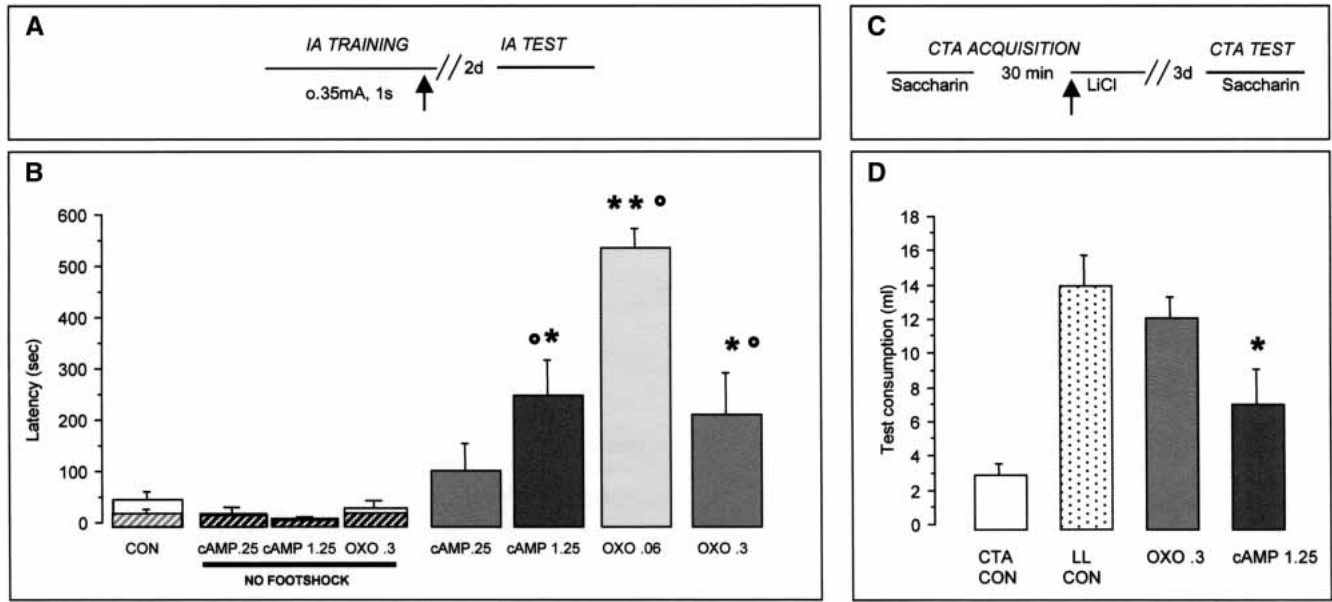 A
IA TRAINING
IA TEST
2d
o.35mA, 1s
B
Latency (sec)
600
500
400
300
200
100
0
* * °
° *
* °
CON
cAMP.25
cAMP 1.25
OXO .3
cAMP.25
cAMP 1.25
OXO .06
OXO .3
NO FOOTSHOCK
C
CTA ACQUISITION
CTA TEST
30 min
3d
Saccharin
LiCl
Saccharin
D
Test consumption (ml)
18
16
14
12
10
8
6
4
2
0
*
CTA CON
LL CON
OXO .3
cAMP 1.25